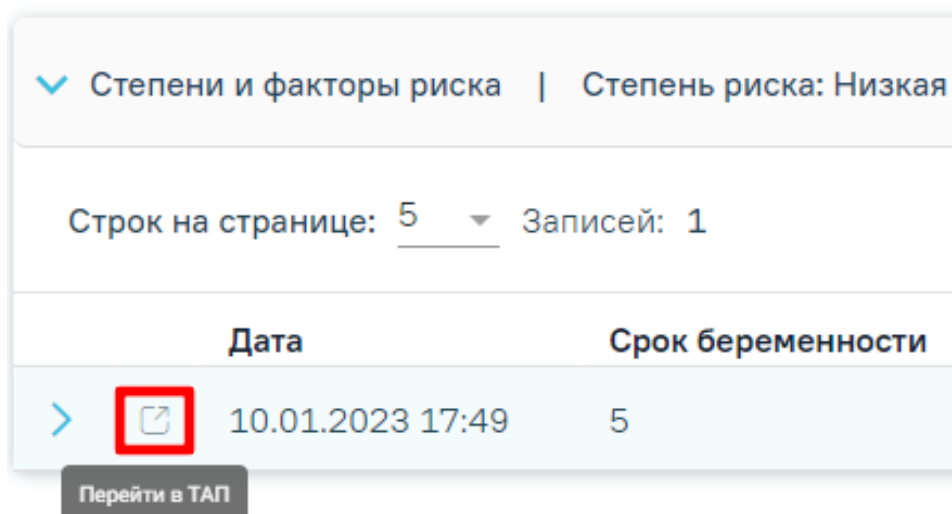 Степени и факторы риска | Степень риска: Низкая
Строк на странице: 5 Записей: 1
Дата Срок беременности
10.01.2023 17:49 5
Перейти в ТАП